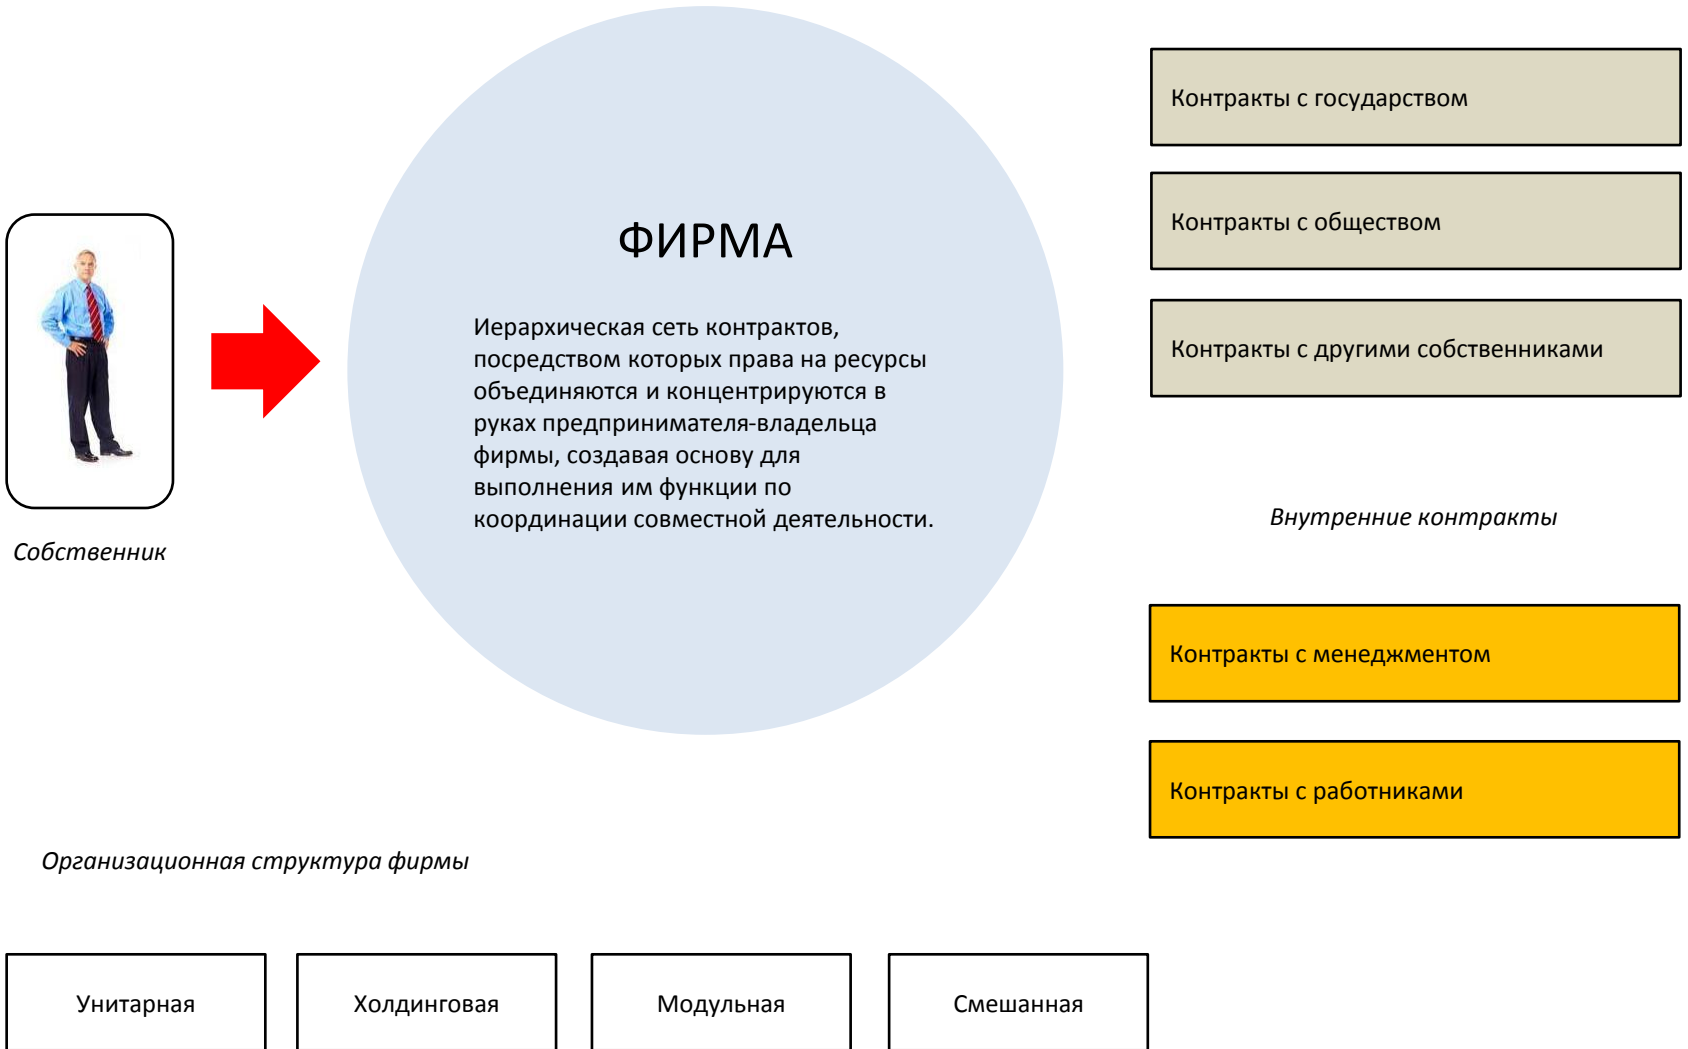 ФИРМА
Иерархическая сеть контрактов,
посредством которых права на ресурсы
объединяются и концентрируются в
руках предпринимателя-владельца
фирмы, создавая основу для
выполнения им функции по
координации совместной деятельности.
Собственник
Контракты с государством
Контракты с обществом
Контракты с другими собственниками
Внутренние контракты
Контракты с менеджментом
Контракты с работниками
Организационная структура фирмы
Унитарная
Холдинговая
Модульная
Смешанная